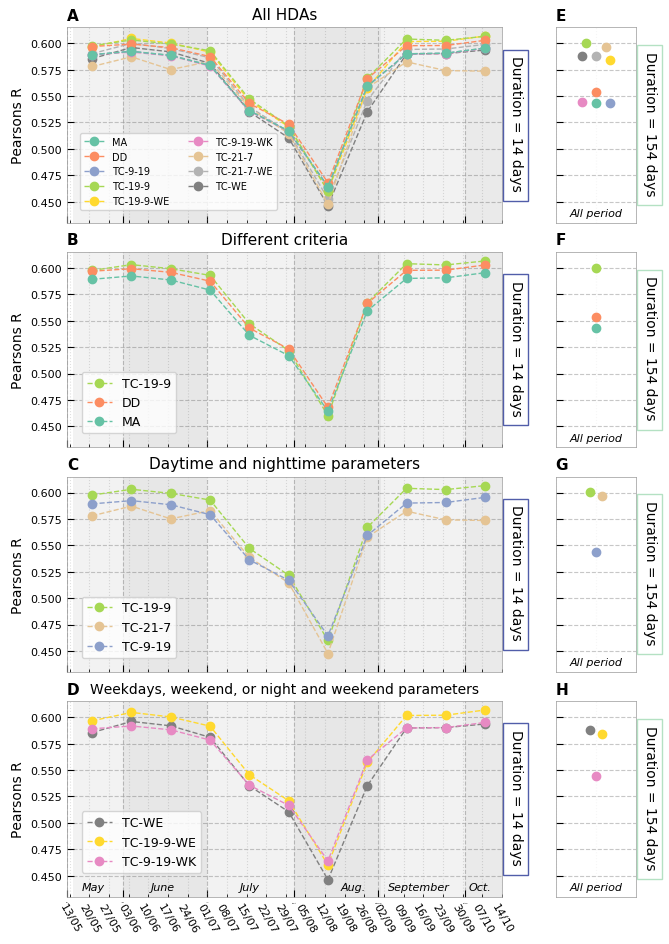 A
All HDAs
E
Pearsons R
0.600
0.575
0.550
0.525
0.500
0.475
0.450
MA
DD
TC-9-19
TC-19-9
TC-19-9-WE
TC-9-19-WK
TC-21-7
TC-21-7-WE
TC-WE
Duration = 14 days
All period
Duration = 154 days
B
Different criteria
F
Pearsons R
0.600
0.575
0.550
0.525
0.500
0.475
0.450
TC-19-9
DD
MA
Duration = 14 days
All period
Duration = 154 days
C
Daytime and nighttime parameters
G
Pearsons R
0.600
0.575
0.550
0.525
0.500
0.475
0.450
TC-19-9
TC-21-7
TC-9-19
Duration = 14 days
All period
Duration = 154 days
D
Weekdays, weekend, or night and weekend parameters
H
Pearsons R
0.600
0.575
0.550
0.525
0.500
0.475
0.450
TC-WE
TC-19-9-WE
TC-9-19-WK
May
June
July
Aug.
September
Oct.
Duration = 14 days
All period
Duration = 154 days
13/05
20/05
27/05
03/06
10/06
17/06
24/06
01/07
08/07
15/07
22/07
29/07
05/08
12/08
19/08
26/08
02/09
09/09
16/09
23/09
30/09
07/10
14/10